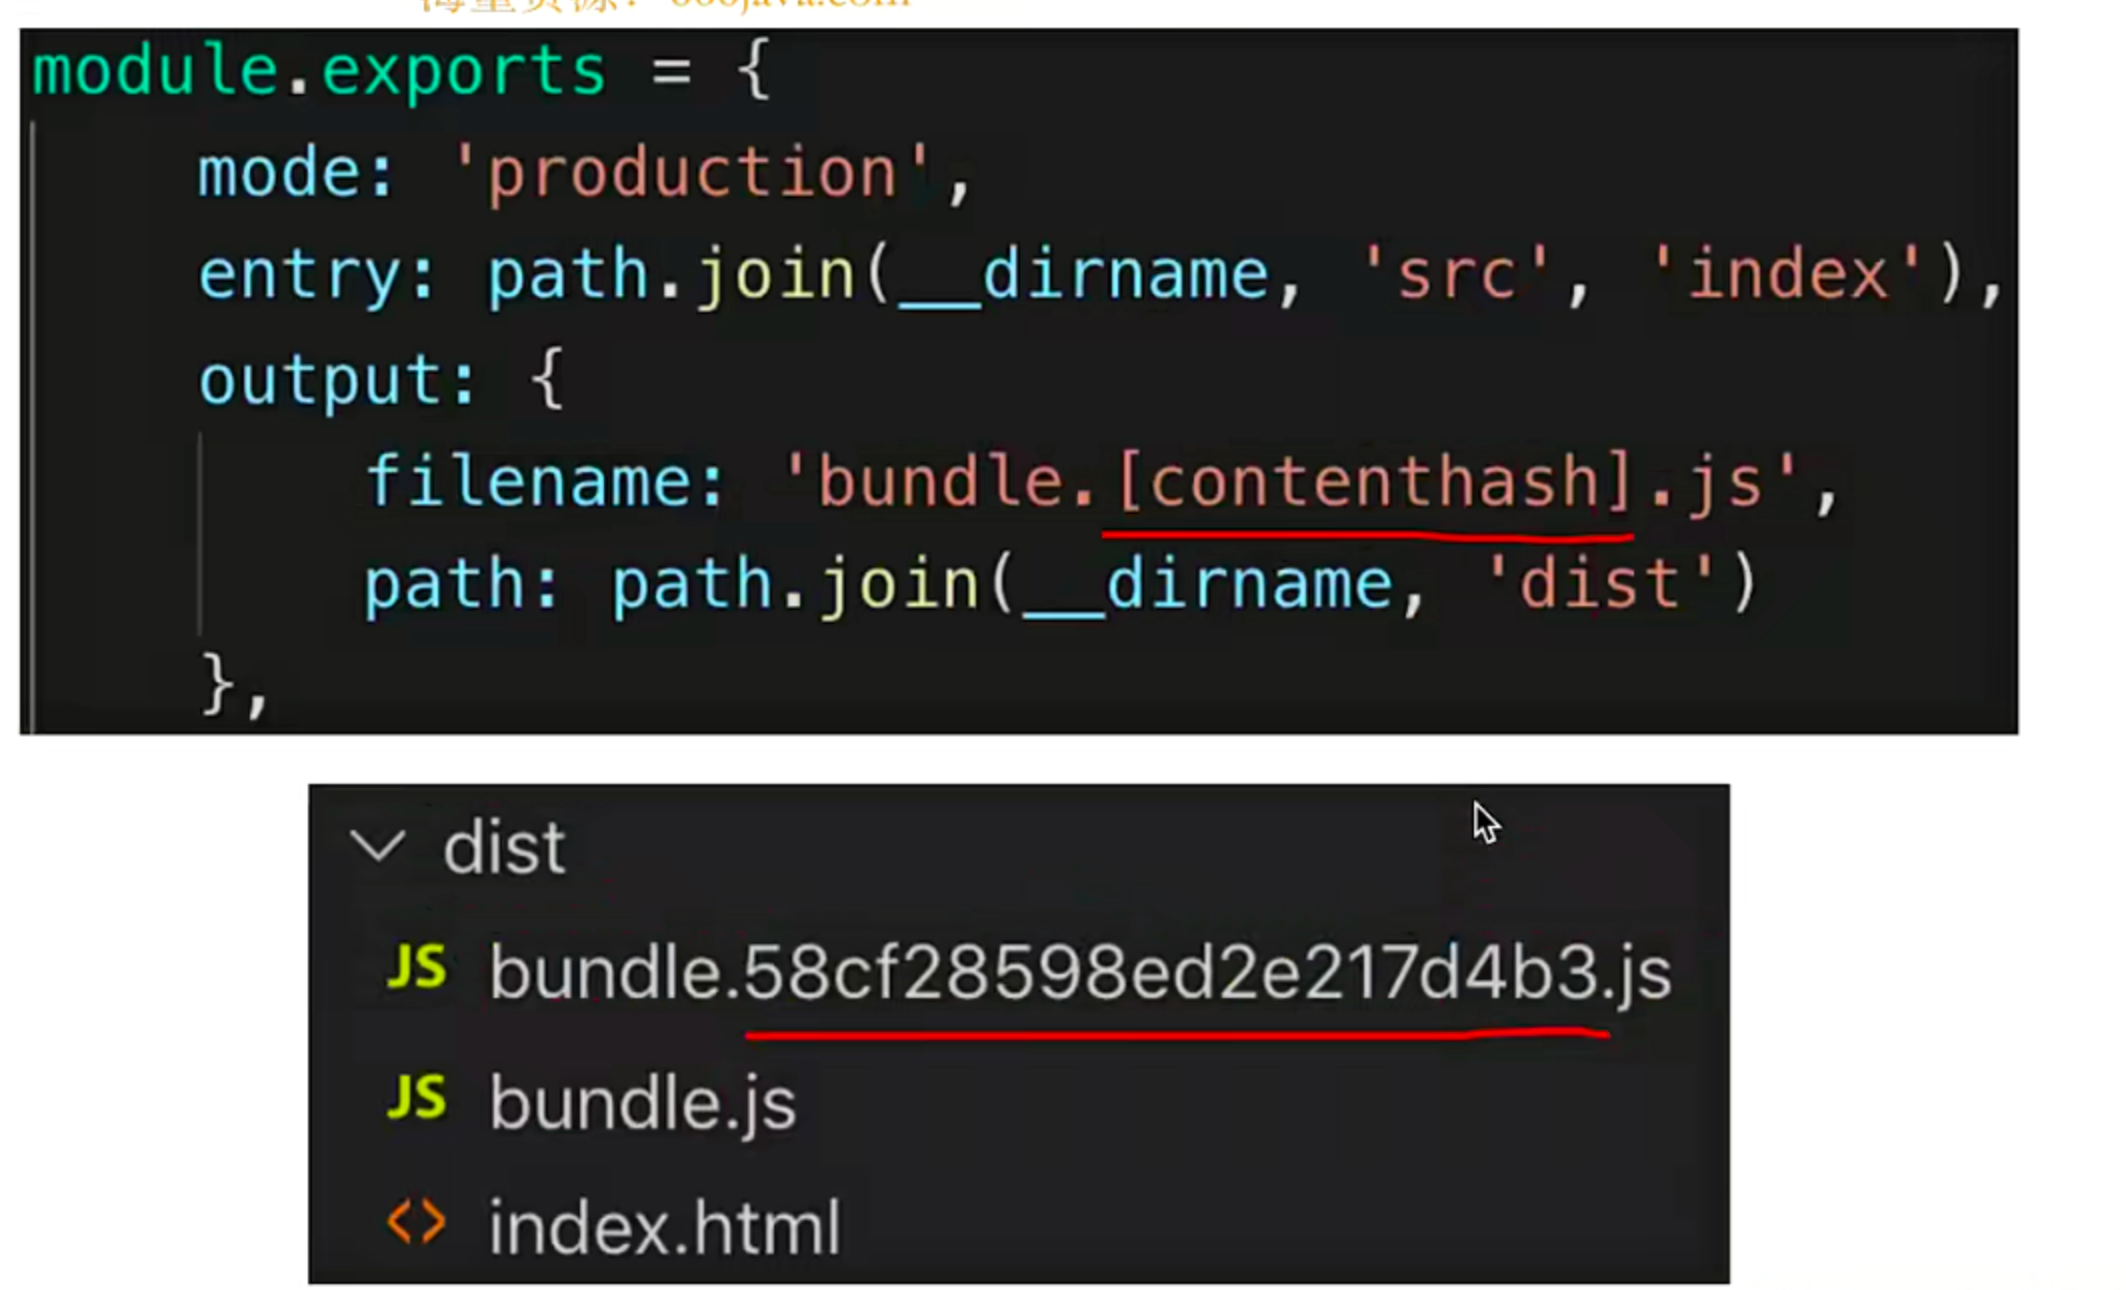 module.exports = {
mode: 'production',
entry: path.join(__dirname, 'src', 'index'),
output: {
filename: 'bundle.[contenthash].js',
path: path.join(__dirname, 'dist')
},
dist
JS bundle.58cf28598ed2e217d4b3.js
JS bundle.js
<> index.html